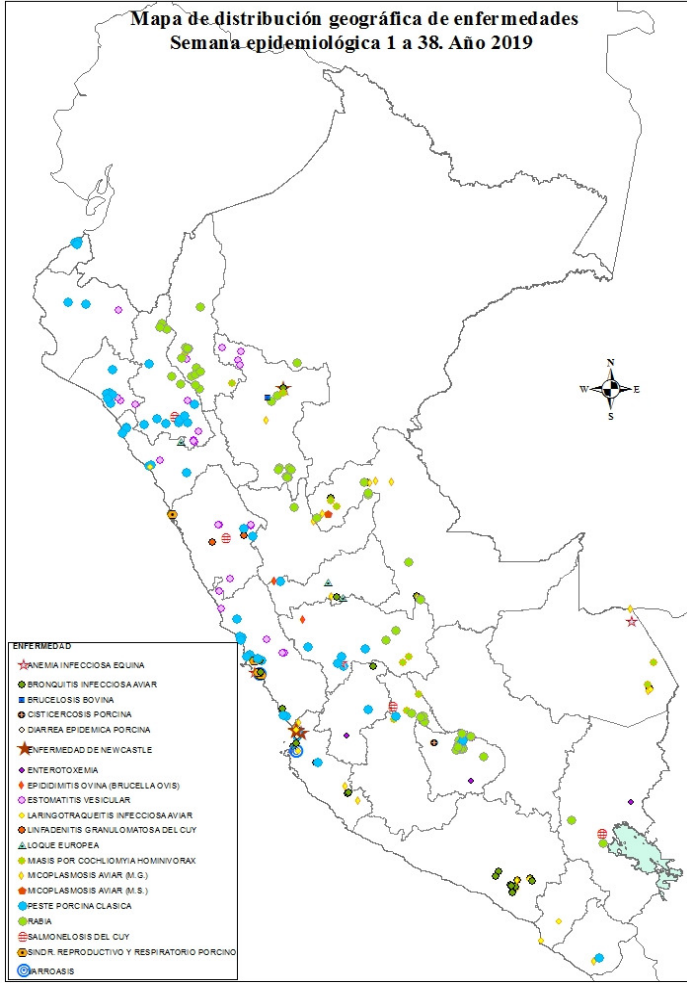 Mapa de distribución geográfica de enfermedades
Semana epidemiológica 1 a 38. Año 2019
N
W E
S
ENFERMEDAD
ANEMIA INFECCIOSA EQUINA
BRONQUITIS INFECCIOSA AVIAR
BRUCELOSIS BOVINA
CISTICERCOSIS PORCINA
DIARREA EPIDEMICA PORCINA
ENFERMEDAD DE NEWCASTLE
ENTEROTOXEMIA
EPIDIDIMITIS OVINA (BRUCELLA OVIS)
ESTOMATITIS VESICULAR
LARINGOTRAQUEITIS INFECCIOSA AVIAR
LINFADENITIS GRANULOMATOSA DEL CUY
LOQUE EUROPEA
MIASIS POR COCHLIOMYIA HOMINIVORAX
MICOPLASMOSIS AVIAR (M.G.)
MICOPLASMOSIS AVIAR (M.S.)
PESTE PORCINA CLASICA
RABIA
SALMONELOSIS DEL CUY
SINDR. REPRODUCTIVO Y RESPIRATORIO PORCINO
VARROASIS